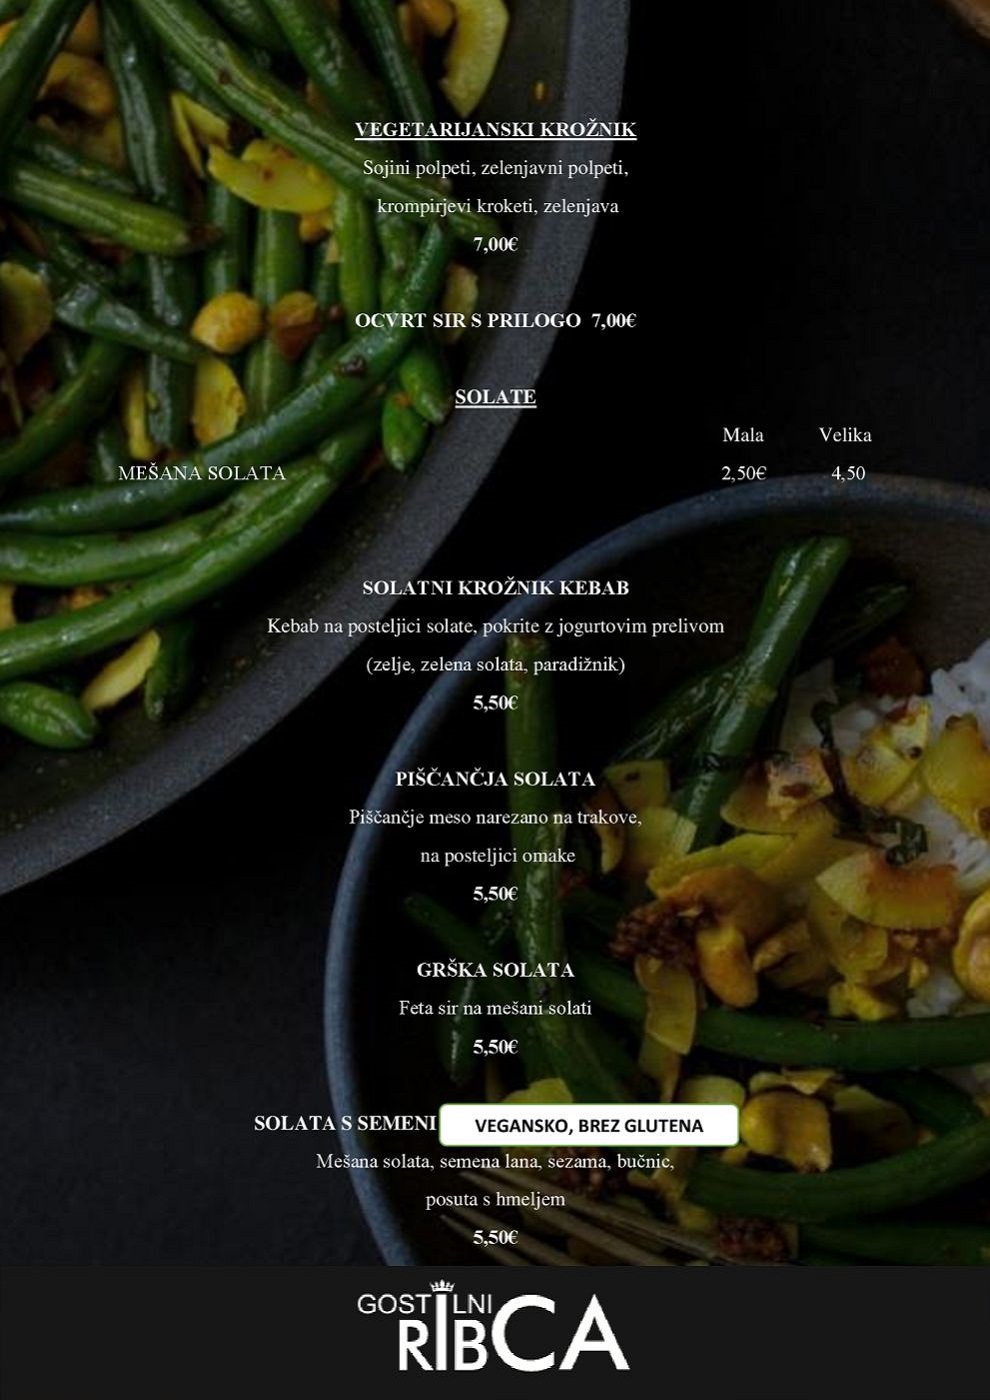 VEGETARIJANSKI KROŽNIK
Sojini polpeti, zelenjavni polpeti,
krompirjevi kroketi, zelenjava
7,00€
OCVRT SIR S PRILOGO 7,00€
SOLATE
Mala Velika
MEŠANA SOLATA 2,50€ 4,50
SOLATNI KROŽNIK KEBAB
Kebab na posteljici solate, pokrite z jogurtovim prelivom
(zelje, zelena solata, paradižnik)
5,50€
PIŠČANČJA SOLATA
Piščančje meso narezano na trakove,
na posteljici omake
5,50€
GRŠKA SOLATA
Feta sir na mešani solati
5,50€
SOLATA S SEMENI VEGANSKO, BREZ GLUTENA
Mešana solata, semena lana, sezama, bučnic,
posuta s hmeljem
5,50€
GOSTILNI
RIBCA